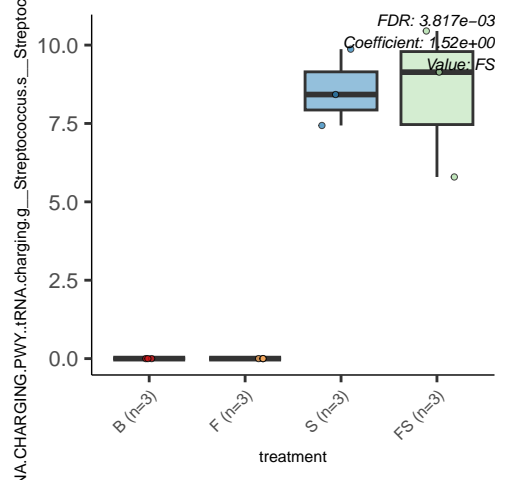 NA.CHARGING.PWY..tRNA.charging.g__Streptococcus.s__Streptoc
FDR: 3.817e−03
Coefficient: 1.52e+00
Value: FS
10.0
7.5
5.0
2.5
0.0
B (n=3)
F (n=3)
S (n=3)
FS (n=3)
treatment